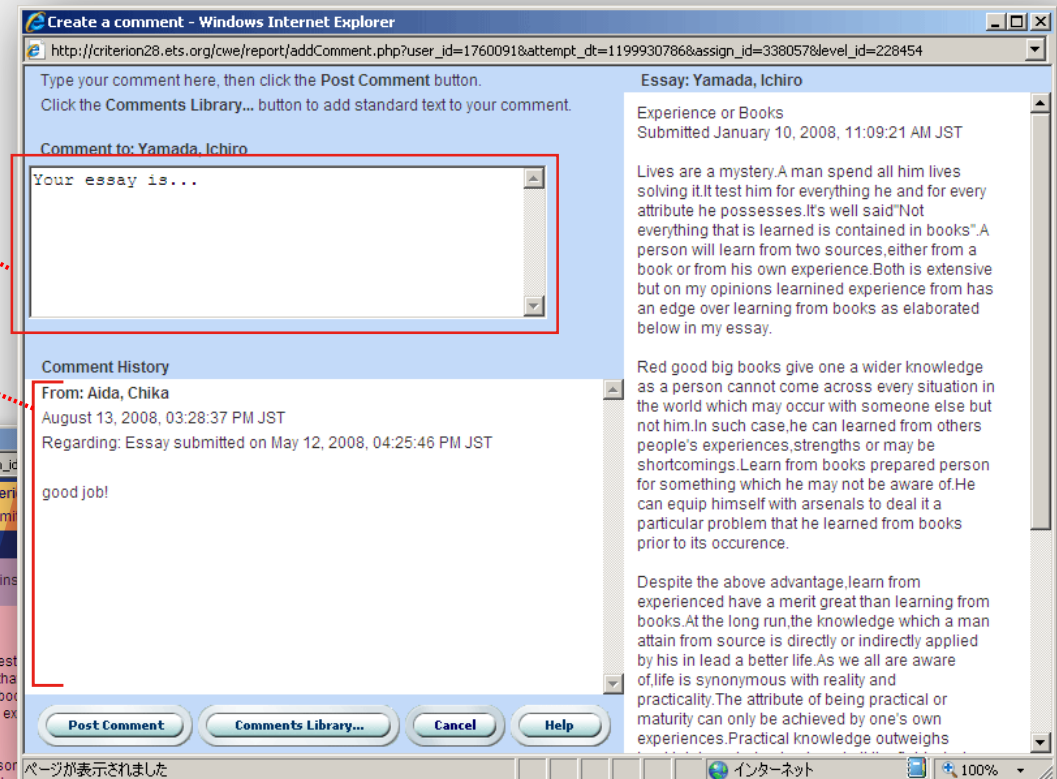 Create a comment - Windows Internet Explorer
http://criterion28.ets.org/cwe/report/addComment.php?user_id=1760091&attempt_dt=1199930786&assign_id=338057&level_id=228454
Type your comment here, then click the Post Comment button.
Click the Comments Library... button to add standard text to your comment.
Comment to: Yamada, Ichiro
Your essay is...
Comment History
From: Aida, Chika
August 13, 2008, 03:28:37 PM JST
Regarding: Essay submitted on May 12, 2008, 04:25:46 PM JST
good job!
Post Comment
Comments Library...
Cancel
Help
Essay: Yamada, Ichiro
Experience or Books
Submitted January 10, 2008, 11:09:21 AM JST
Lives are a mystery.A man spend all him lives
solving it.It test him for everything he and for every
attribute he possesses.It's well said"Not
everything that is learned is contained in books".A
person will learn from two sources,either from a
book or from his own experience.Both is extensive
but on my opinions learnined experience from has
an edge over learning from books as elaborated
below in my essay.
Red good big books give one a wider knowledge
as a person cannot come across every situation in
the world which may occur with someone else but
not him.In such case,he can learned from others
people's experiences,strengths or may be
shortcomings.Learn from books prepared person
for something which he may not be aware of.He
can equip himself with arsenals to deal it a
particular problem that he learned from books
prior to its occurence.
Despite the above advantage,learn from
experienced have a merit great than learning from
books.At the long run,the knowledge which a man
attain from source is directly or indirectly applied
by his in lead a better life.As we all are aware
of,life is synonymous with reality and
practicality.The attribute of being practical or
maturity can only be achieved by one's own
experiences.Practical knowledge outweighs
ページが表示されました
インターネット
100%